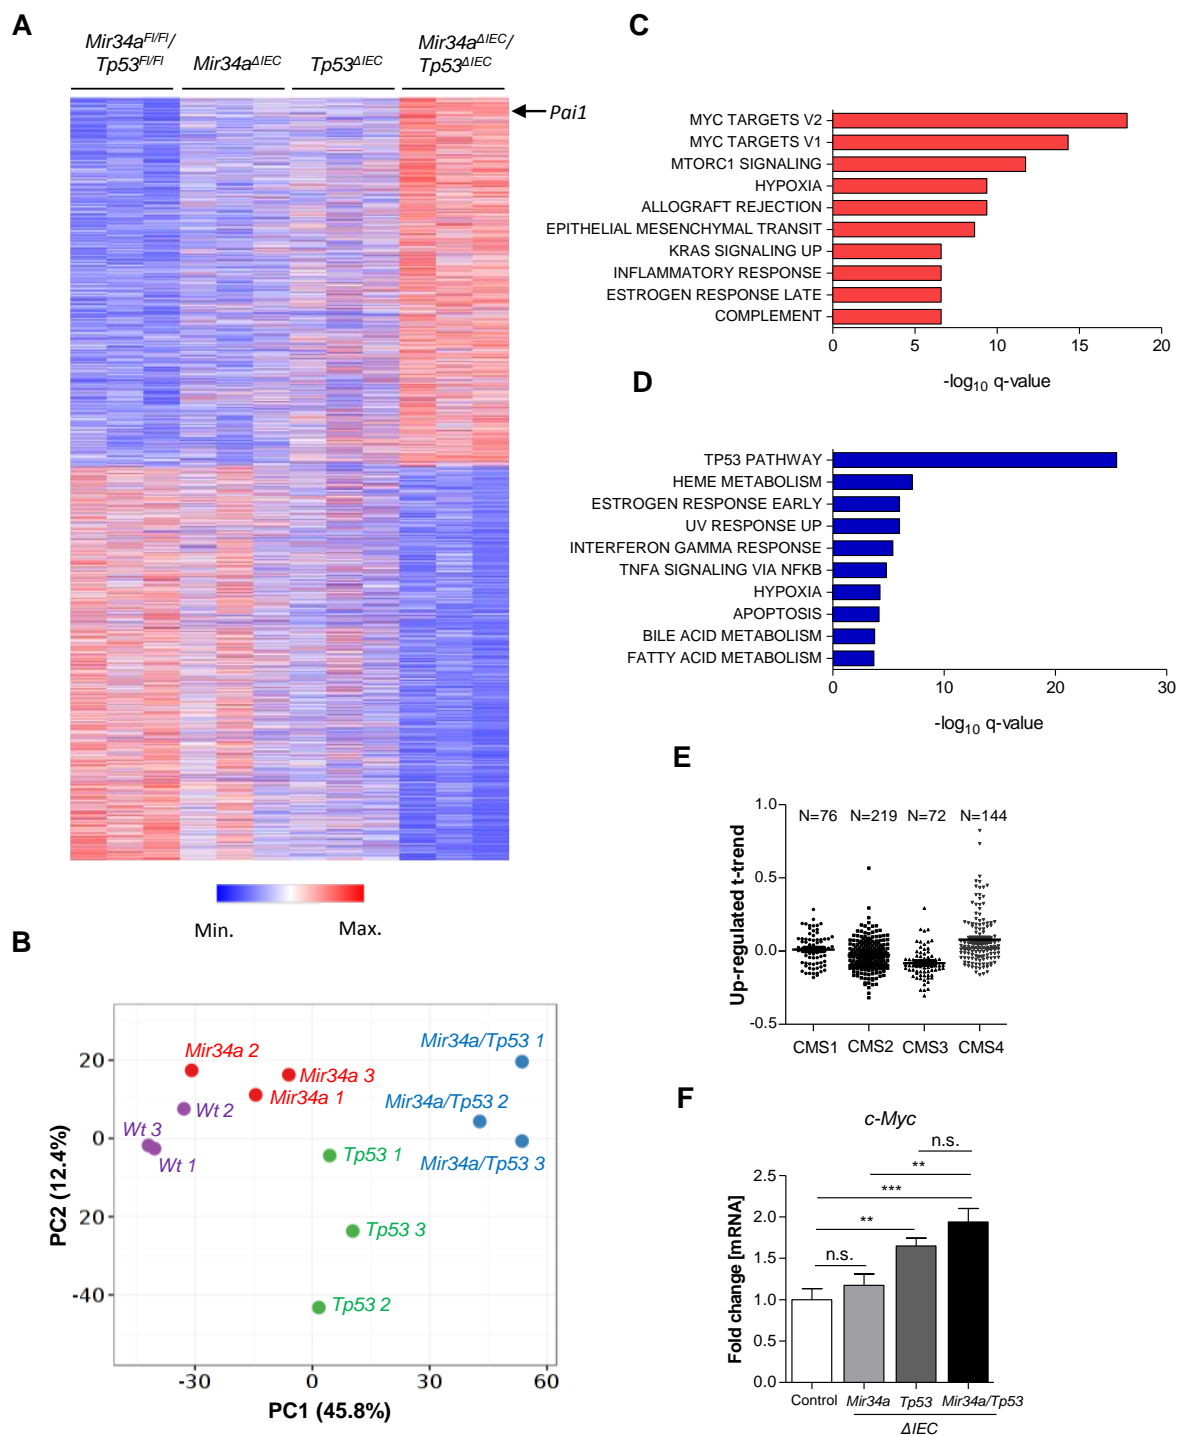 A
Mir34aFl/Fl/
Tp53Fl/Fl
Mir34aΔIEC
Tp53ΔIEC
Mir34aΔIEC/
Tp53ΔIEC
Pai1
Min.
Max.
B
PC2 (12.4%)
20
0
20
-40
Mir34a 2
Mir34a 3
Mir34a 1
Wt 2
Wt 3
Wt 1
Mir34a/Tp53 1
Mir34a/Tp53 2
Mir34a/Tp53 3
Tp53 1
Tp53 3
Tp53 2
-30
0
30
60
PC1 (45.8%)
C
MYC TARGETS V2
MYC TARGETS V1
MTORC1 SIGNALING
HYPOXIA
ALLOGRAFT REJECTION
EPITHELIAL MESENCHYMAL TRANSIT
KRAS SIGNALING UP
INFLAMMATORY RESPONSE
ESTROGEN RESPONSE LATE
COMPLEMENT
0 5 10 15 20
-log10 q-value
D
TP53 PATHWAY
HEME METABOLISM
ESTROGEN RESPONSE EARLY
UV RESPONSE UP
INTERFERON GAMMA RESPONSE
TNFA SIGNALING VIA NFKB
HYPOXIA
APOPTOSIS
BILE ACID METABOLISM
FATTY ACID METABOLISM
0 10 20 30
-log10 q-value
E
Up-regulated t-trend
1.0
0.5
0.0
-0.5
N=76 N=219 N=72 N=144
CMS1 CMS2 CMS3 CMS4
F
c-Myc
n.s.
**
***
**
n.s.
Fold change [mRNA]
2.5
2.0
1.5
1.0
0.5
0.0
Control Mir34a Tp53 Mir34a/Tp53
ΔIEC